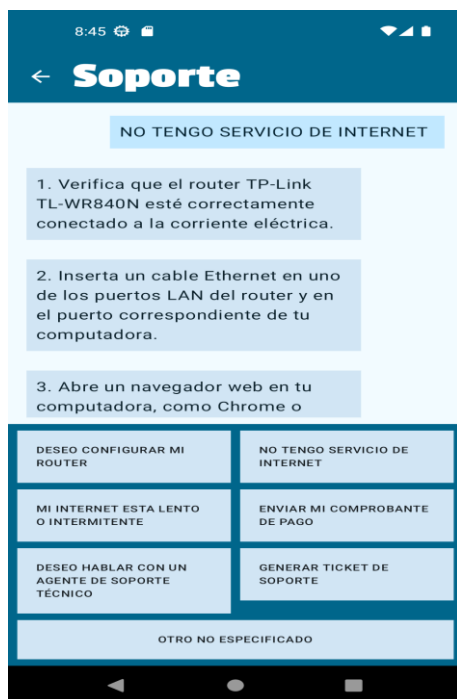 8:45
Soporte
NO TENGO SERVICIO DE INTERNET
1. Verifica que el router TP-Link
TL-WR840N esté correctamente
conectado a la corriente eléctrica.
2. Inserta un cable Ethernet en uno
de los puertos LAN del router y en
el puerto correspondiente de tu
computadora.
3. Abre un navegador web en tu
computadora, como Chrome o
DESEO CONFIGURAR MI
ROUTER
NO TENGO SERVICIO DE
INTERNET
MI INTERNET ESTA LENTO
O INTERMITENTE
ENVIAR MI COMPROBANTE
DE PAGO
DESEO HABLAR CON UN
AGENTE DE SOPORTE
TÉCNICO
GENERAR TICKET DE
SOPORTE
OTRO NO ESPECIFICADO